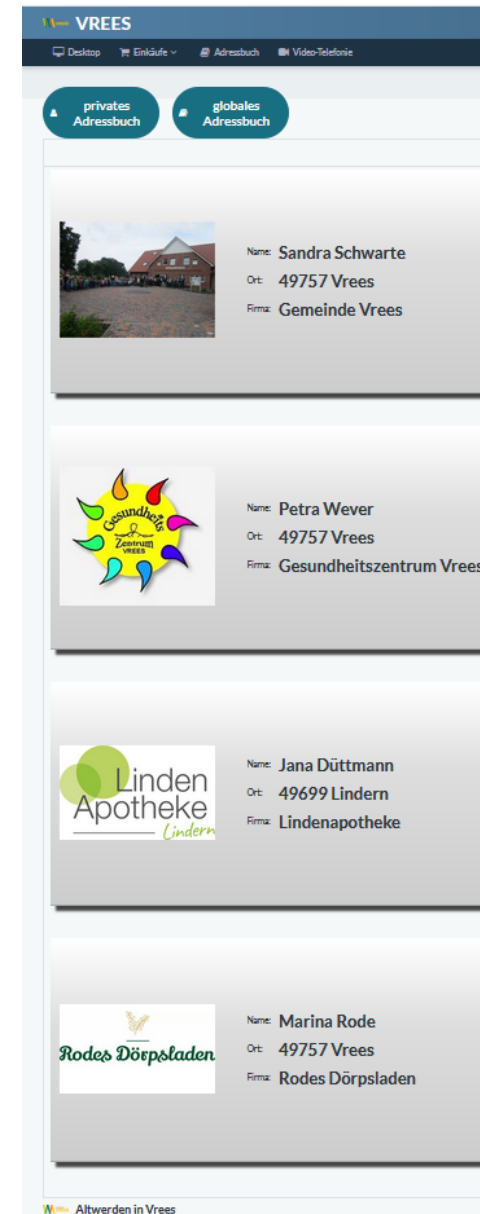 VREES
Desktop Einkäufe Adressbuch Video-Telefonie
privates Adressbuch
globales Adressbuch
Name: Sandra Schwarte
Ort: 49757 Vrees
Firma: Gemeinde Vrees
Gesundheits
Zentrum
VREES
Name: Petra Wever
Ort: 49757 Vrees
Firma: Gesundheitszentrum Vrees
Linden
Apotheke
Lindern
Name: Jana Düttmann
Ort: 49699 Lindern
Firma: Lindenapotheke
Rodes Dörpsladen
Name: Marina Rode
Ort: 49757 Vrees
Firma: Rodes Dörpsladen
Altwerden in Vrees